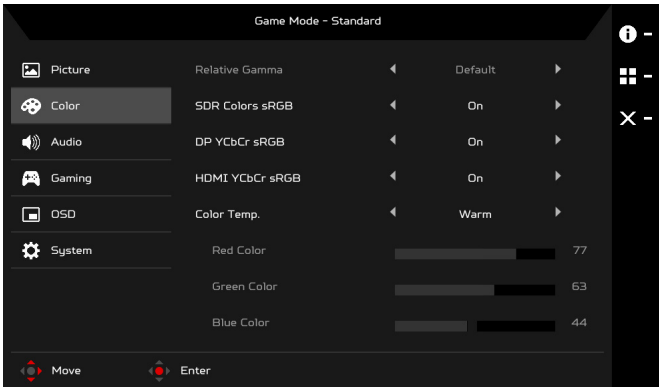 Game Mode - Standard
Picture
Relative Gamma Default
Color
SDR Colors sRGB On
Audio
DP YCbCr sRGB On
Gaming
HDMI YCbCr sRGB On
OSD
Color Temp. Warm
System
Red Color 77
Green Color 63
Blue Color 44
Move Enter